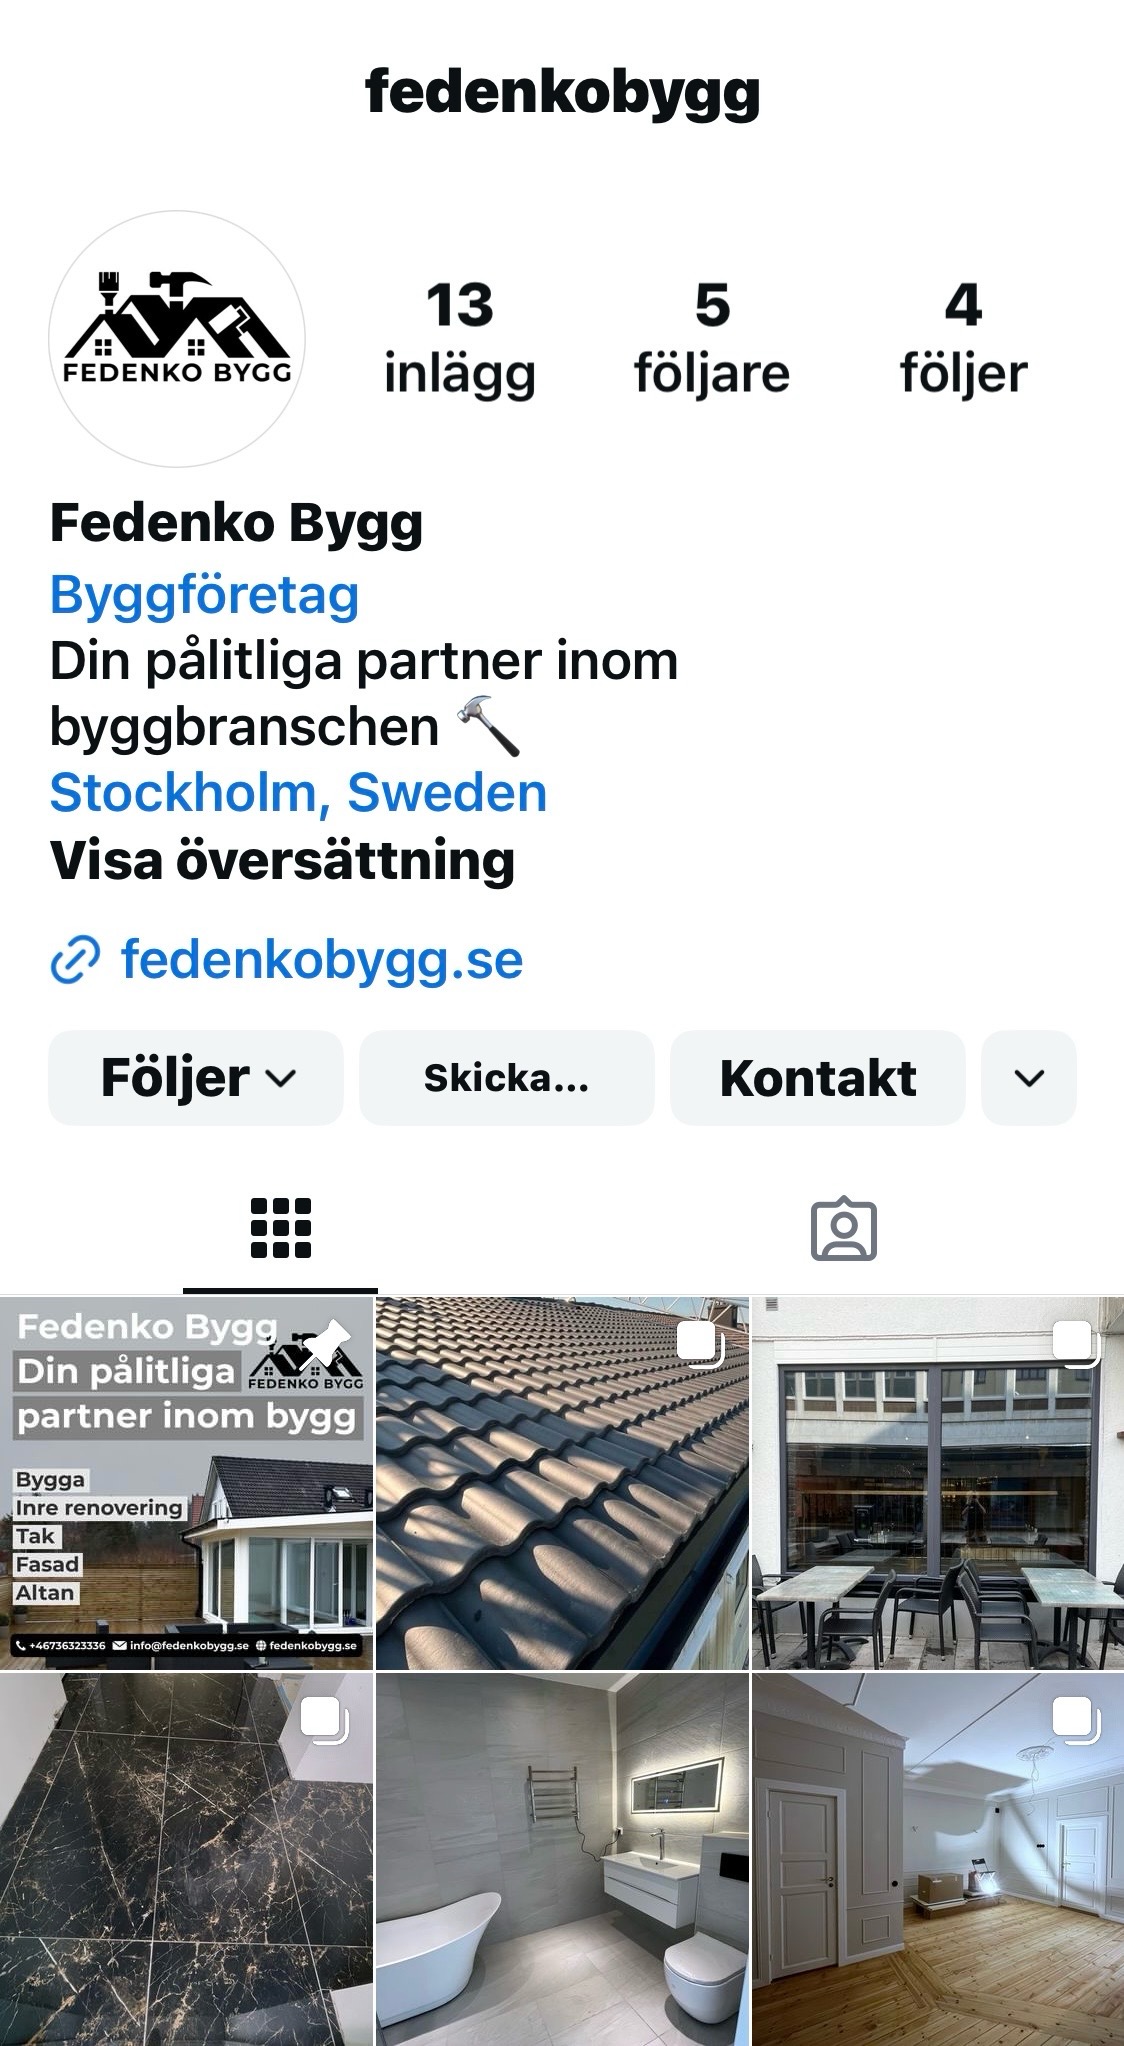 fedenkobygg
FEDENKO BYGG
13
inlägg
5
följare
4
följer
Fedenko Bygg
Byggföretag
Din pålitliga partner inom
byggbranschen 🔨
Stockholm, Sweden
Visa översättning
fedenkobygg.se
Följer
Skicka...
Kontakt
Fedenko Bygg
Din pålitliga
partner inom bygg
FEDENKO BYGG
Bygga
Inre renovering
Tak
Fasad
Altan
+46736323336 info@fedenkobygg.se fedenkobygg.se